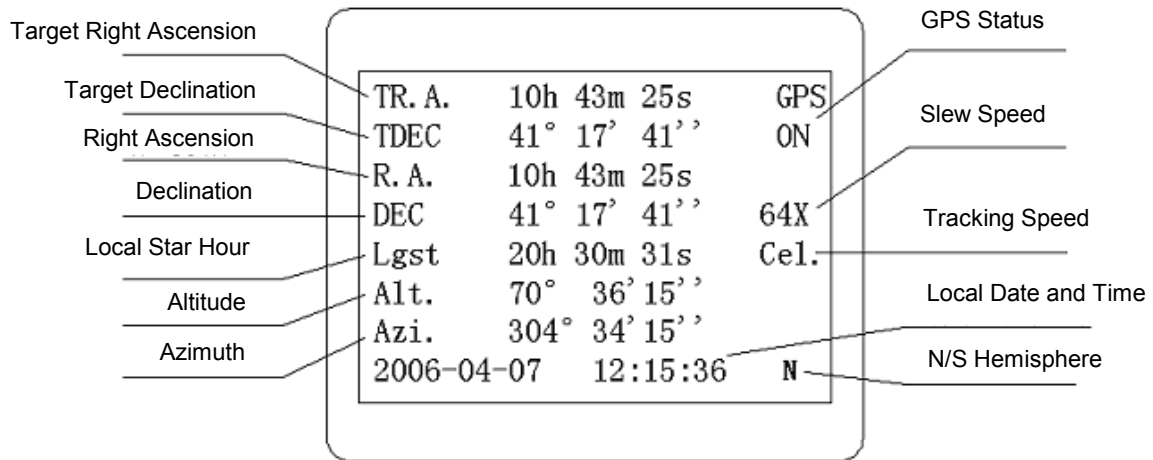 Target Right Ascension
GPS Status
Target Declination
Slew Speed
Right Ascension
Declination
Tracking Speed
Local Star Hour
Altitude
Local Date and Time
Azimuth
N/S Hemisphere
TR.A. 10h 43m 25s GPS
TDEC 41° 17’ 41’’ ON
R.A. 10h 43m 25s
DEC 41° 17’ 41’’ 64X
Lgst 20h 30m 31s Cel.
Alt. 70° 36’ 15’’
Azi. 304° 34’ 15’’
2006-04-07 12:15:36 N